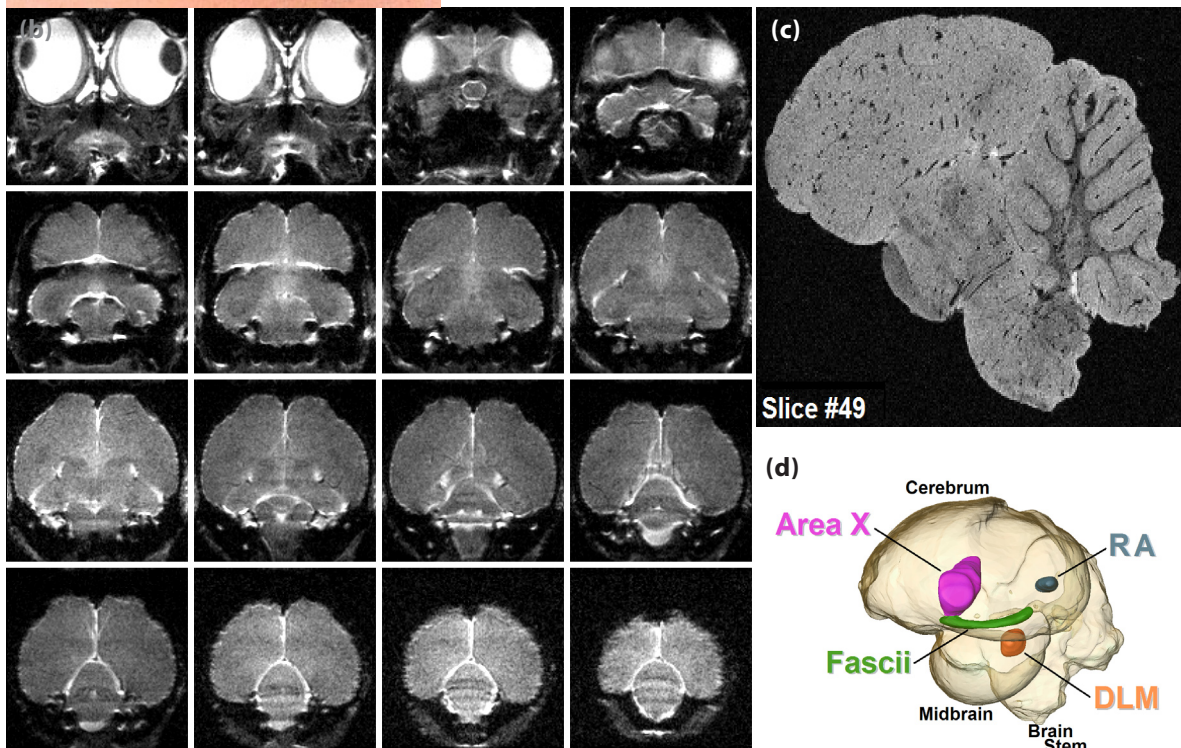 (b)
(c)
Slice #49
(d)
Cerebrum
Area X
RA
Fascii
DLM
Midbrain
Brain
Stem